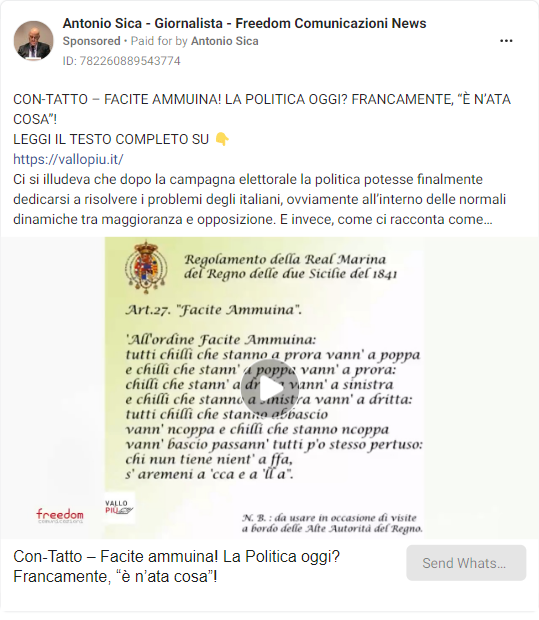 Antonio Sica - Giornalista - Freedom Comunicazioni News
Sponsored • Paid for by Antonio Sica
ID: 782260889543774
CON-TATTO – FACITE AMMUINA! LA POLITICA OGGI? FRANCAMENTE, “È N’ATA
COSA”!
LEGGI IL TESTO COMPLETO SU 👇
https://vallopiu.it/
Ci si illudeva che dopo la campagna elettorale la politica potesse finalmente
dedicarsi a risolvere i problemi degli italiani, ovviamente all’interno delle normali
dinamiche tra maggioranza e opposizione. E invece, come ci racconta come...
Regolamento della Real Marina
del Regno delle due Sicilie del 1841
Art.27. "Facite Ammuina".
'All'ordine Facite Ammuina:
tutti chilli che stanno a prora vann' a poppa
e chilli che stann' a poppa vann' a prora:
chilli che stann' a dritta vann' a sinistra
e chilli che stanno a sinistra vann' a dritta:
tutti chilli che stanno abbascio
vann' ncoppa e chilli che stanno ncoppa
vann' bascio passann' tutti p'o stesso pertuso:
chi nun tiene nient' a ffa,
s' aremeni a 'cca e a 'll a".
VALLO
PIÙ
freedom
N. B. : da usare in occasione di visite
a bordo delle Alte Autorità del Regno.
Con-Tatto – Facite ammuina! La Politica oggi?
Francamente, “è n’ata cosa”!
Send Whats...